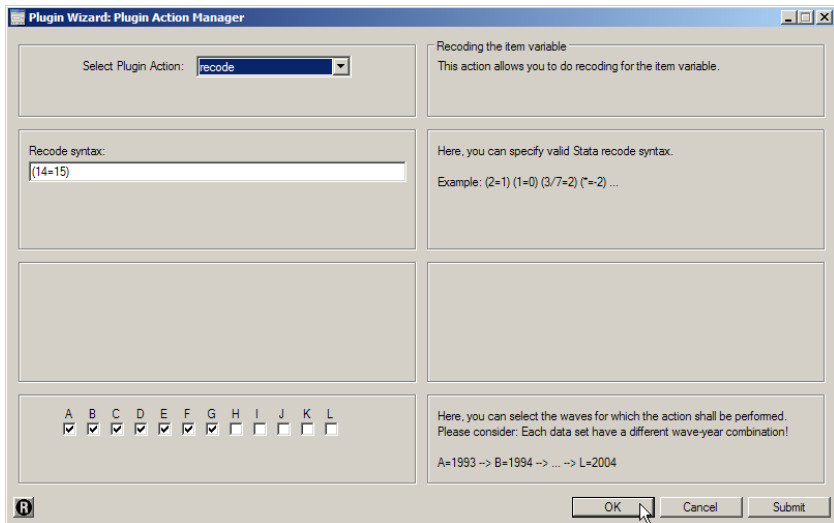 Plugin Wizard: Plugin Action Manager
Select Plugin Action: recode
Recoding the item variable
This action allows you to do recoding for the item variable.
Recode syntax:
(14=15)
Here, you can specify valid Stata recode syntax.
Example: (2=1) (1=0) (3/7=2) (*=-2) ...
A B C D E F G H I J K L
Here, you can select the waves for which the action shall be performed.
Please consider: Each data set have a different wave-year combination!
A=1993 --> B=1994 --> ... --> L=2004
R
OK Cancel Submit